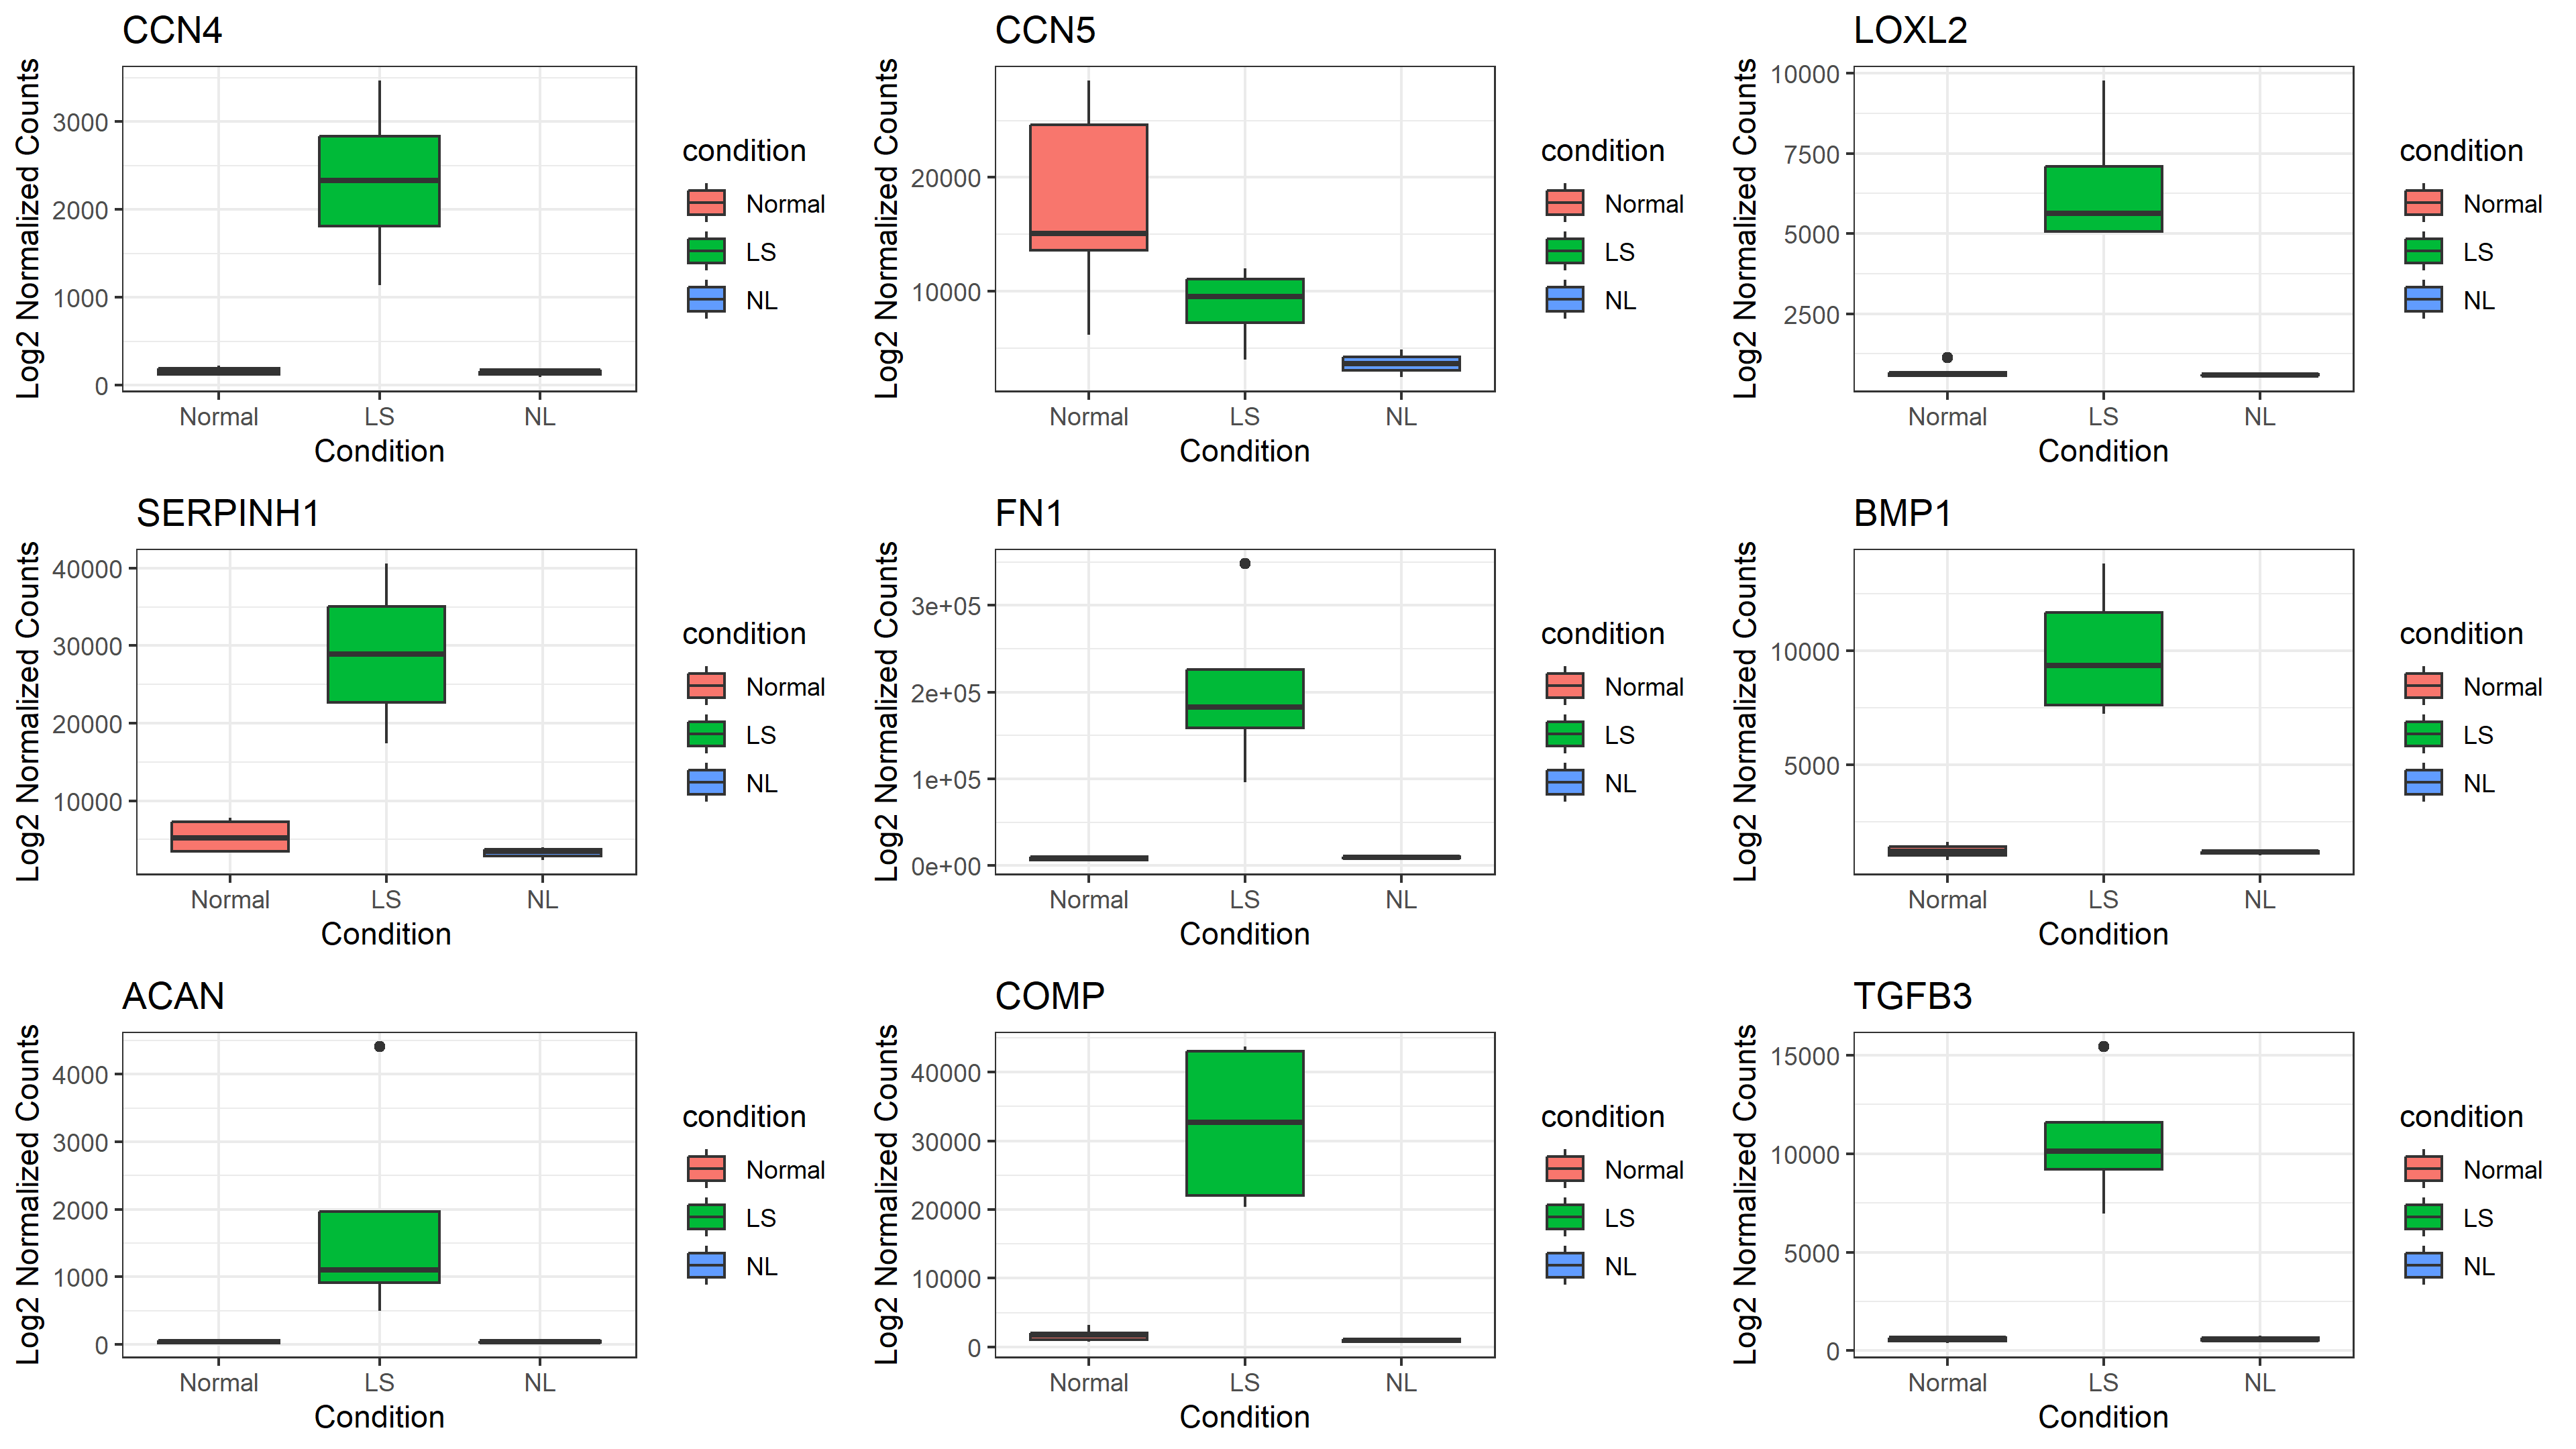 CCN4
Log2 Normalized Counts
3000
2000
1000
0
Normal LS NL
Condition
condition
Normal
LS
NL
CCN5
Log2 Normalized Counts
20000
10000
Normal LS NL
Condition
condition
Normal
LS
NL
LOXL2
Log2 Normalized Counts
10000
7500
5000
2500
Normal LS NL
Condition
condition
Normal
LS
NL
SERPINH1
Log2 Normalized Counts
40000
30000
20000
10000
Normal LS NL
Condition
condition
Normal
LS
NL
FN1
Log2 Normalized Counts
3e+05
2e+05
1e+05
0e+00
Normal LS NL
Condition
condition
Normal
LS
NL
BMP1
Log2 Normalized Counts
10000
5000
Normal LS NL
Condition
condition
Normal
LS
NL
ACAN
Log2 Normalized Counts
4000
3000
2000
1000
0
Normal LS NL
Condition
condition
Normal
LS
NL
COMP
Log2 Normalized Counts
40000
30000
20000
10000
0
Normal LS NL
Condition
condition
Normal
LS
NL
TGFB3
Log2 Normalized Counts
15000
10000
5000
0
Normal LS NL
Condition
condition
Normal
LS
NL